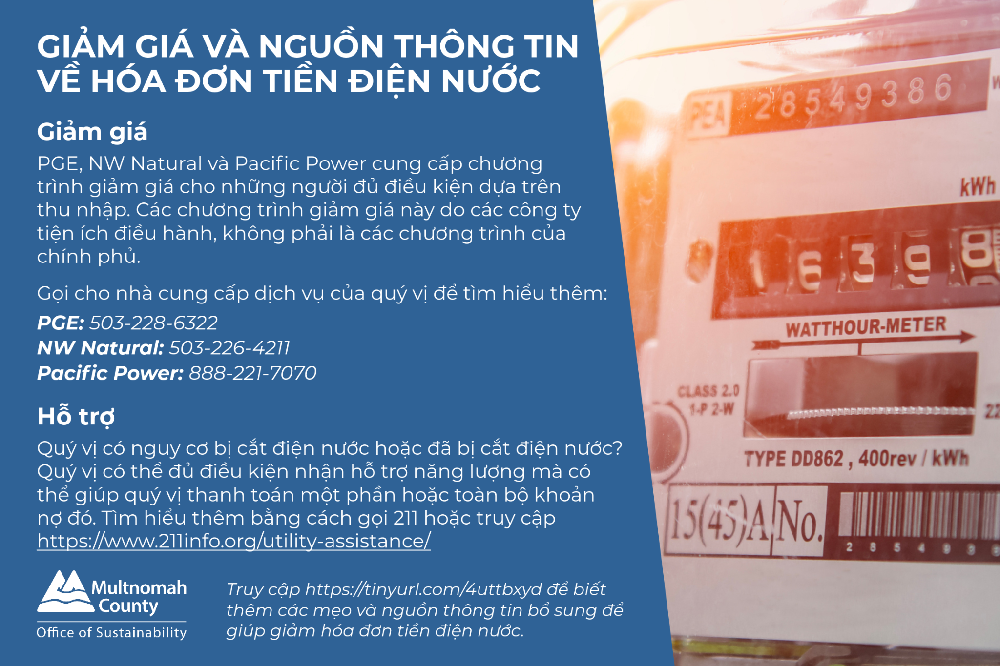 GIẢM GIÁ VÀ NGUỒN THÔNG TIN
VỀ HÓA ĐƠN TIỀN ĐIỆN NƯỚC
Giảm giá
PGE, NW Natural và Pacific Power cung cấp chương
trình giảm giá cho những người đủ điều kiện dựa trên
thu nhập. Các chương trình giảm giá này do các công ty
tiện ích điều hành, không phải là các chương trình của
chính phủ.
Gọi cho nhà cung cấp dịch vụ của quý vị để tìm hiểu thêm:
PGE: 503-228-6322
NW Natural: 503-226-4211
Pacific Power: 888-221-7070
Hỗ trợ
Quý vị có nguy cơ bị cắt điện nước hoặc đã bị cắt điện nước?
Quý vị có thể đủ điều kiện nhận hỗ trợ năng lượng mà có
thể giúp quý vị thanh toán một phần hoặc toàn bộ khoản
nợ đó. Tìm hiểu thêm bằng cách gọi 211 hoặc truy cập
https://www.211info.org/utility-assistance/
Multnomah
County
Office of Sustainability
Truy cập https://tinyurl.com/4uttbxyd để biết
thêm các mẹo và nguồn thông tin bổ sung để
giúp giảm hóa đơn tiền điện nước.
PEA 28549386
kWh
1 6 3 9 8
WATTHOUR-METER
CLASS 2.0
1-P 2-W
22
TYPE DD862 , 400rev / kWh
15(45)A No.
2 8 5 4 9 3